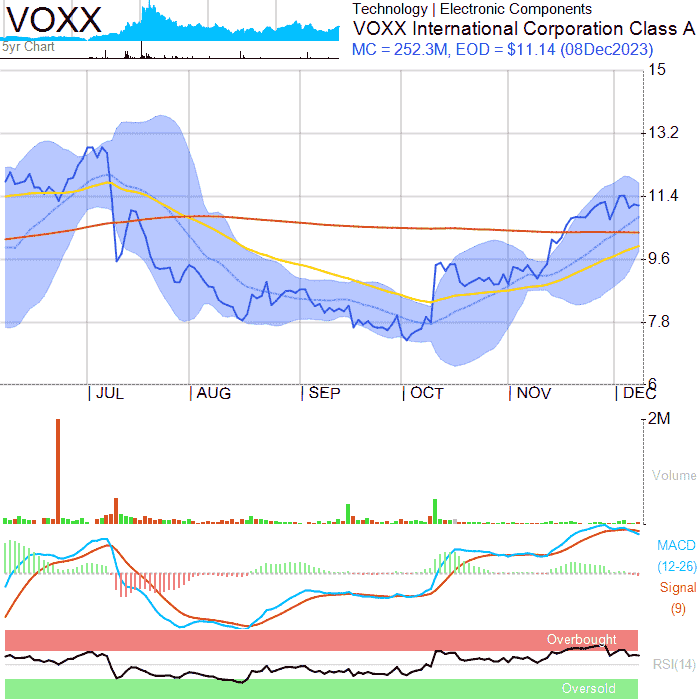 VOXX
5yr Chart
Technology | Electronic Components
VOXX International Corporation Class A
MC = 252.3M, EOD = $11.14 (08Dec2023)
15
13.2
11.4
9.6
7.8
6
JUL AUG SEP OCT NOV DEC
2M
Volume
MACD
(12-26)
Signal
(9)
Overbought
RSI(14)
Oversold